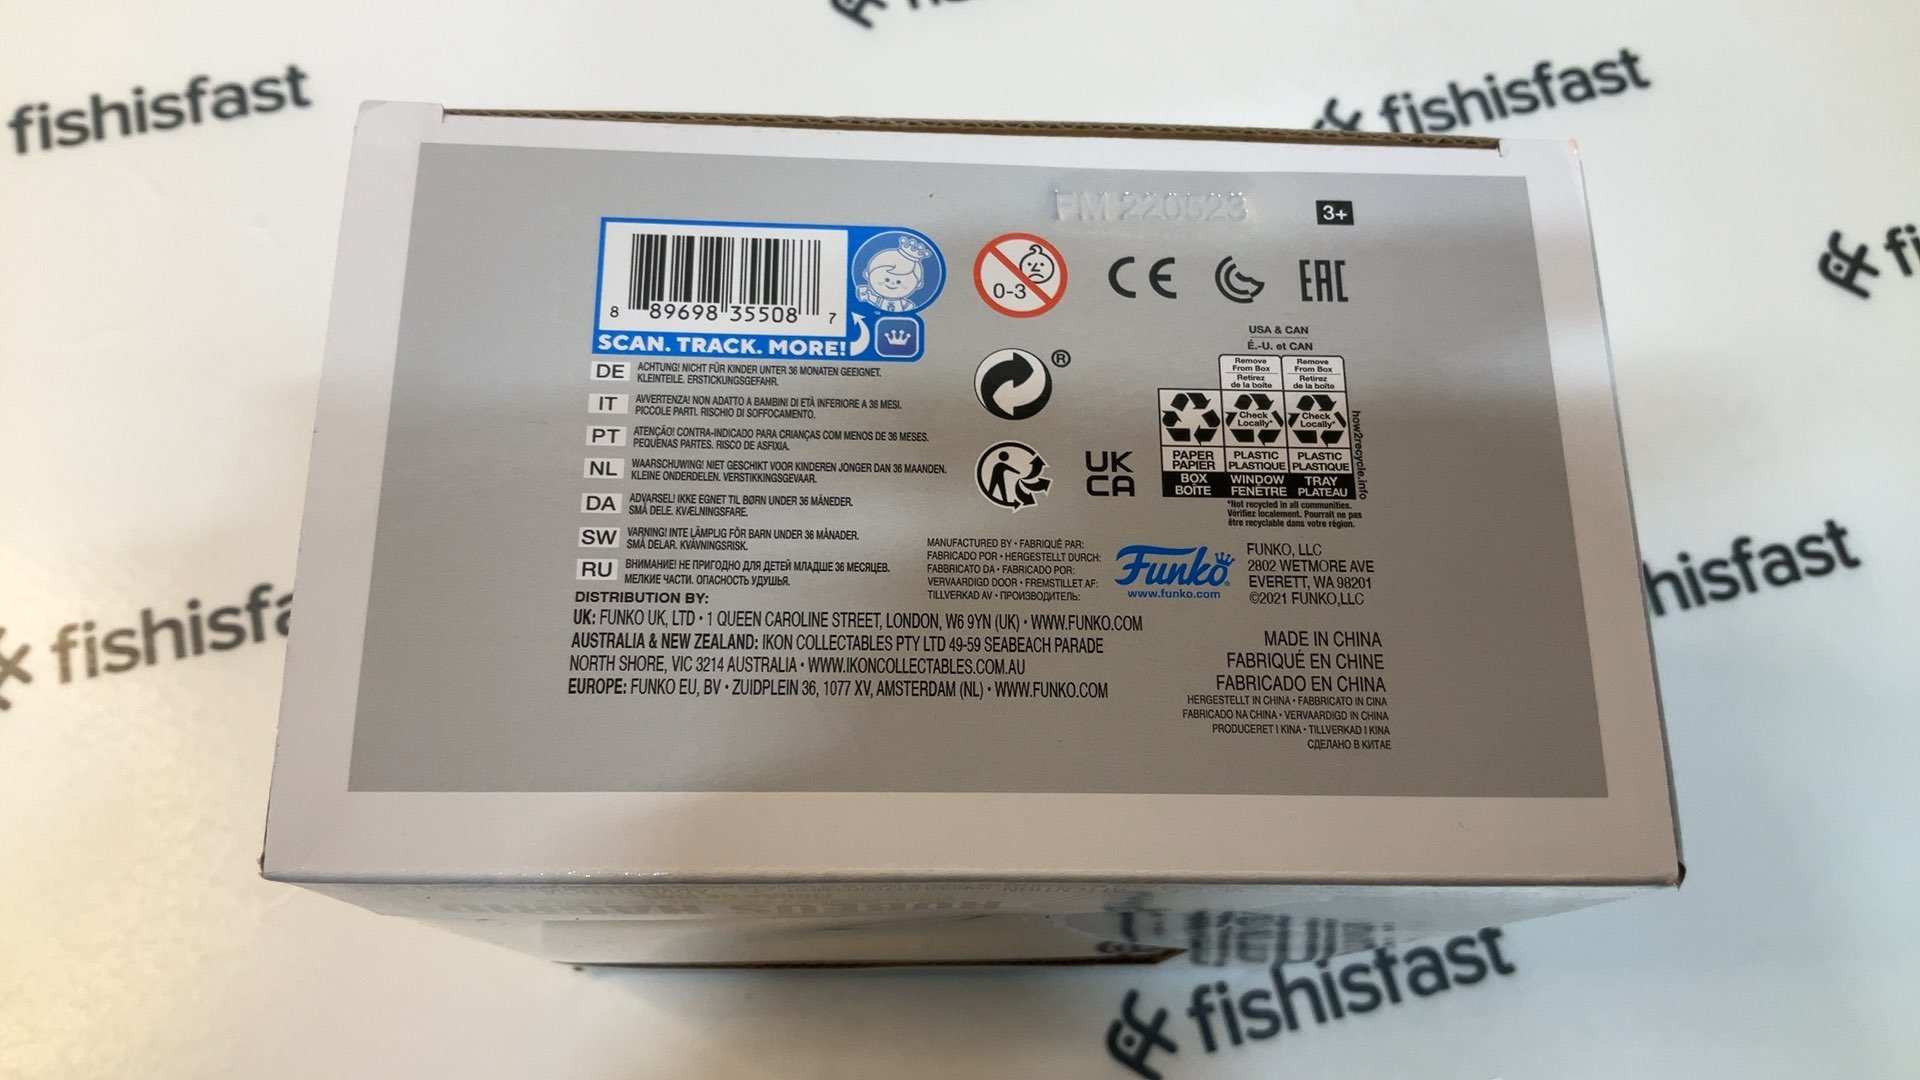 fishisfast
fishisfast
FM 220523
3+
8 89698 35508 7
SCAN. TRACK. MORE!
0-3
CE
EAC
DE ACHTUNG! NICHT FÜR KINDER UNTER 36 MONATEN GEEIGNET.
KLEINTEILE. ERSTICKUNGSGEFAHR.
IT AVVERTENZA! NON ADATTO A BAMBINI DI ETÀ INFERIORE A 36 MESI.
PICCOLE PARTI. RISCHIO DI SOFFOCAMENTO.
PT ATENÇÃO! CONTRA-INDICADO PARA CRIANÇAS COM MENOS DE 36 MESES.
PEQUENAS PARTES. RISCO DE ASFIXIA.
NL WAARSCHUWING! NIET GESCHIKT VOOR KINDEREN JONGER DAN 36 MAANDEN.
KLEINE ONDERDELEN. VERSTIKKINGSGEVAAR.
DA ADVARSEL! IKKE EGNET TIL BØRN UNDER 36 MÅNEDER.
SMÅ DELE. KVÆLNINGSFARE.
SW VARNING! INTE LÄMPLIG FÖR BARN UNDER 36 MÅNADER.
SMÅ DELAR. KVÄVNINGSRISK.
RU ВНИМАНИЕ! НЕ ПРИГОДНО ДЛЯ ДЕТЕЙ МЛАДШЕ 36 МЕСЯЦЕВ.
МЕЛКИЕ ЧАСТИ. ОПАСНОСТЬ УДУШЬЯ.
®
UK
CA
USA & CAN
É.-U. et CAN
Remove From Box
Retirez de la boîte
Remove From Box
Retirez de la boîte
Check Locally*
Check Locally*
PAPER PAPIER
PLASTIC PLASTIQUE
PLASTIC PLASTIQUE
BOX BOÎTE
WINDOW FENÊTRE
TRAY PLATEAU
how2recycle.info
*Not recycled in all communities.
Vérifiez localement. Pourrait ne pas
être recyclable dans votre région.
MANUFACTURED BY • FABRIQUÉ PAR:
FABRICADO POR • HERGESTELLT DURCH:
FABBRICATO DA • FABRICADO POR:
VERVAARDIGD DOOR • FREMSTILLET AF:
TILLVERKAD AV • ПРОИЗВОДИТЕЛЬ:
Funko
www.funko.com
FUNKO, LLC
2802 WETMORE AVE
EVERETT, WA 98201
©2021 FUNKO,LLC
DISTRIBUTION BY:
UK: FUNKO UK, LTD • 1 QUEEN CAROLINE STREET, LONDON, W6 9YN (UK) • WWW.FUNKO.COM
AUSTRALIA & NEW ZEALAND: IKON COLLECTABLES PTY LTD 49-59 SEABEACH PARADE
NORTH SHORE, VIC 3214 AUSTRALIA • WWW.IKONCOLLECTABLES.COM.AU
EUROPE: FUNKO EU, BV • ZUIDPLEIN 36, 1077 XV, AMSTERDAM (NL) • WWW.FUNKO.COM
MADE IN CHINA
FABRIQUÉ EN CHINE
FABRICADO EN CHINA
HERGESTELLT IN CHINA • FABBRICATO IN CINA
FABRICADO NA CHINA • VERVAARDIGD IN CHINA
PRODUCERET I KINA • TILLVERKAD I KINA
СДЕЛАНО В КИТАЕ
fishisfast